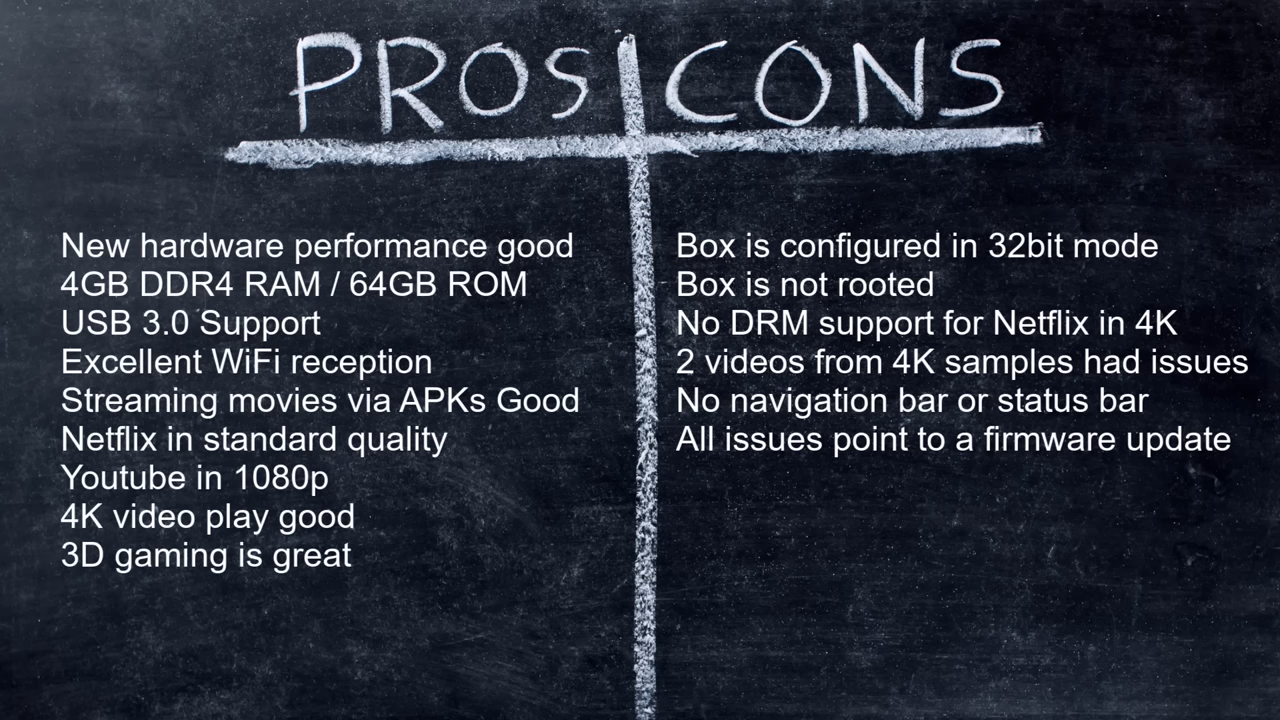 PROS CONS
New hardware performance good
4GB DDR4 RAM / 64GB ROM
USB 3.0 Support
Excellent WiFi reception
Streaming movies via APKs Good
Netflix in standard quality
Youtube in 1080p
4K video play good
3D gaming is great
Box is configured in 32bit mode
Box is not rooted
No DRM support for Netflix in 4K
2 videos from 4K samples had issues
No navigation bar or status bar
All issues point to a firmware update